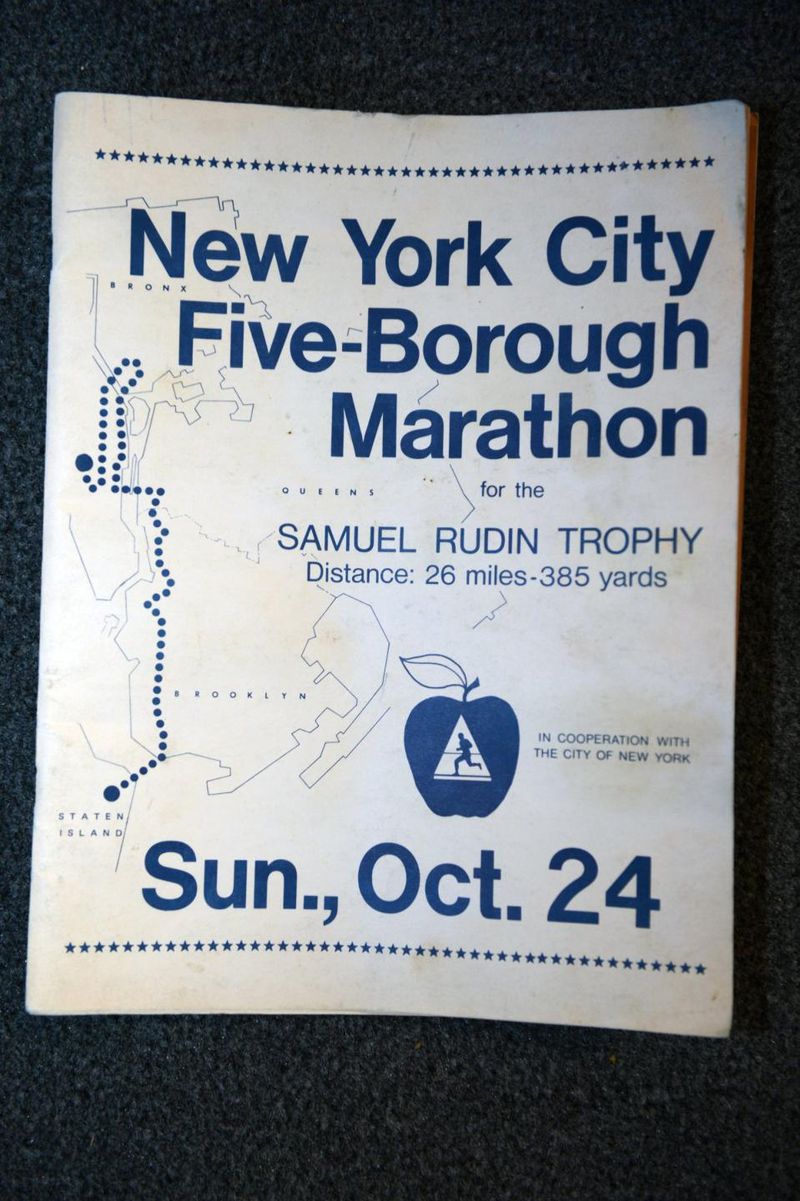 New York City
BRONX
Five-Borough
Marathon
QUEENS
for the
SAMUEL RUDIN TROPHY
Distance: 26 miles-385 yards
BROOKLYN
IN COOPERATION WITH
THE CITY OF NEW YORK
STATEN
ISLAND
Sun., Oct. 24